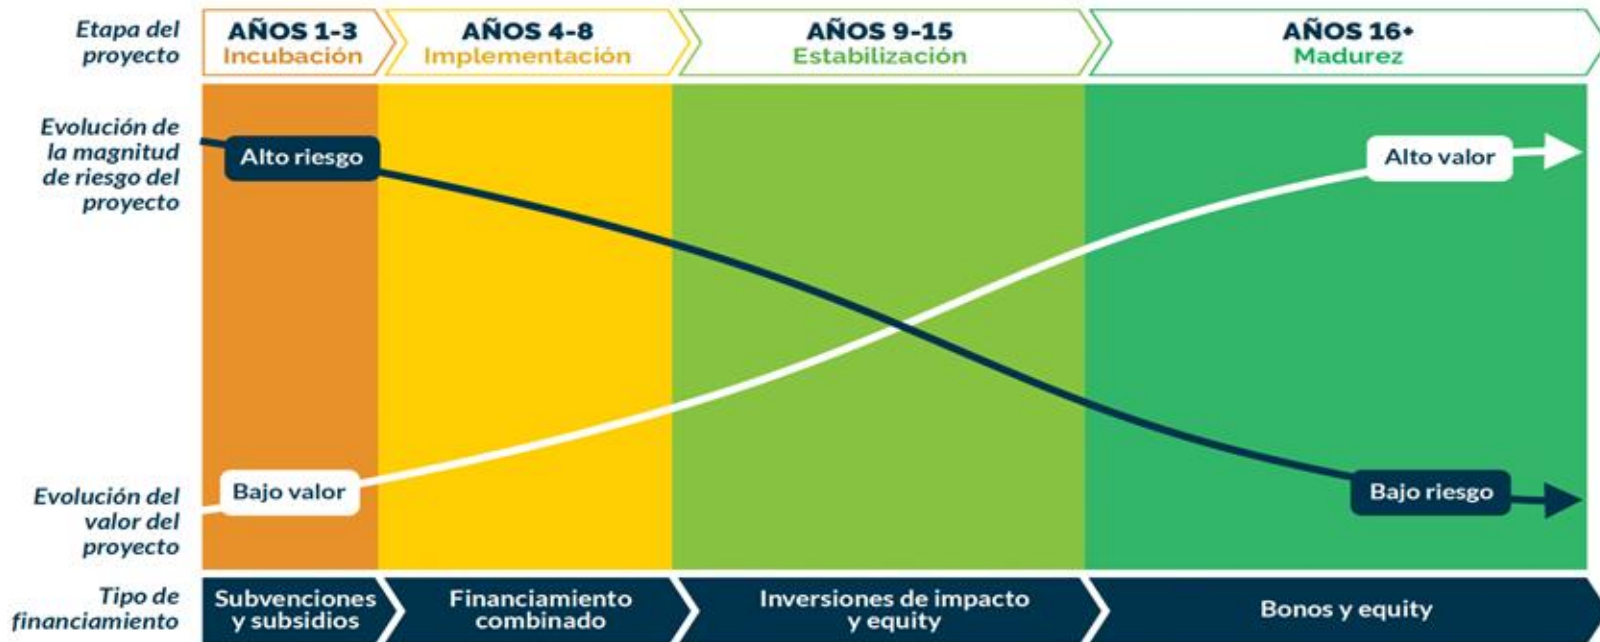 Etapa del
proyecto
AÑOS 1-3
Incubación
AÑOS 4-8
Implementación
AÑOS 9-15
Estabilización
AÑOS 16+
Madurez
Evolución de
la magnitud
de riesgo del
proyecto
Alto riesgo
Alto valor
Evolución del
valor del
proyecto
Bajo valor
Bajo riesgo
Tipo de
financiamiento
Subvenciones
y subsidios
Financiamiento
combinado
Inversiones de impacto
y equity
Bonos y equity